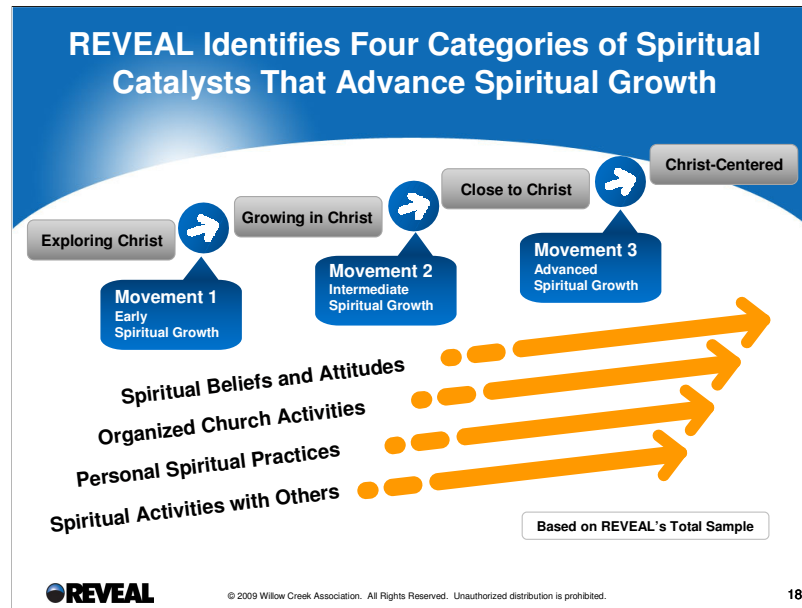 REVEAL Identifies Four Categories of Spiritual
Catalysts That Advance Spiritual Growth
Christ-Centered
Close to Christ
Growing in Christ
Exploring Christ
Movement 1
Early
Spiritual Growth
Movement 2
Intermediate
Spiritual Growth
Movement 3
Advanced
Spiritual Growth
Spiritual Beliefs and Attitudes
Organized Church Activities
Personal Spiritual Practices
Spiritual Activities with Others
Based on REVEAL's Total Sample
REVEAL
© 2009 Willow Creek Association. All Rights Reserved. Unauthorized distribution is prohibited.
18